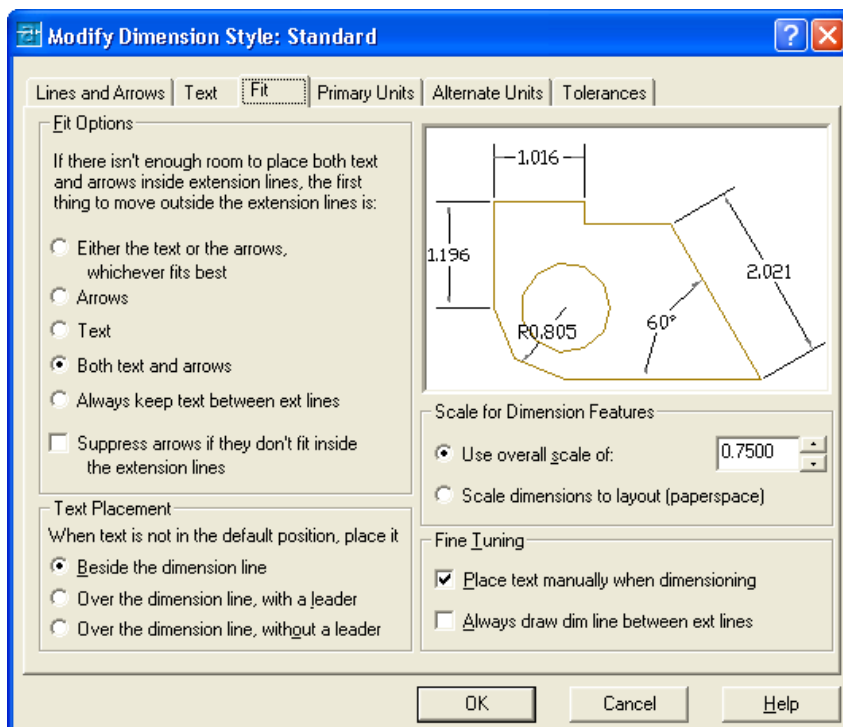 Modify Dimension Style: Standard
Lines and Arrows Text Fit Primary Units Alternate Units Tolerances
Fit Options
If there isn't enough room to place both text
and arrows inside extension lines, the first
thing to move outside the extension lines is:
Either the text or the arrows,
whichever fits best
Arrows
Text
Both text and arrows
Always keep text between ext lines
Suppress arrows if they don't fit inside
the extension lines
Text Placement
When text is not in the default position, place it
Beside the dimension line
Over the dimension line, with a leader
Over the dimension line, without a leader
1.016
1.196
2.021
60°
R0.805
Scale for Dimension Features
Use overall scale of: 0.7500
Scale dimensions to layout (paperspace)
Fine Tuning
Place text manually when dimensioning
Always draw dim line between ext lines
OK Cancel Help